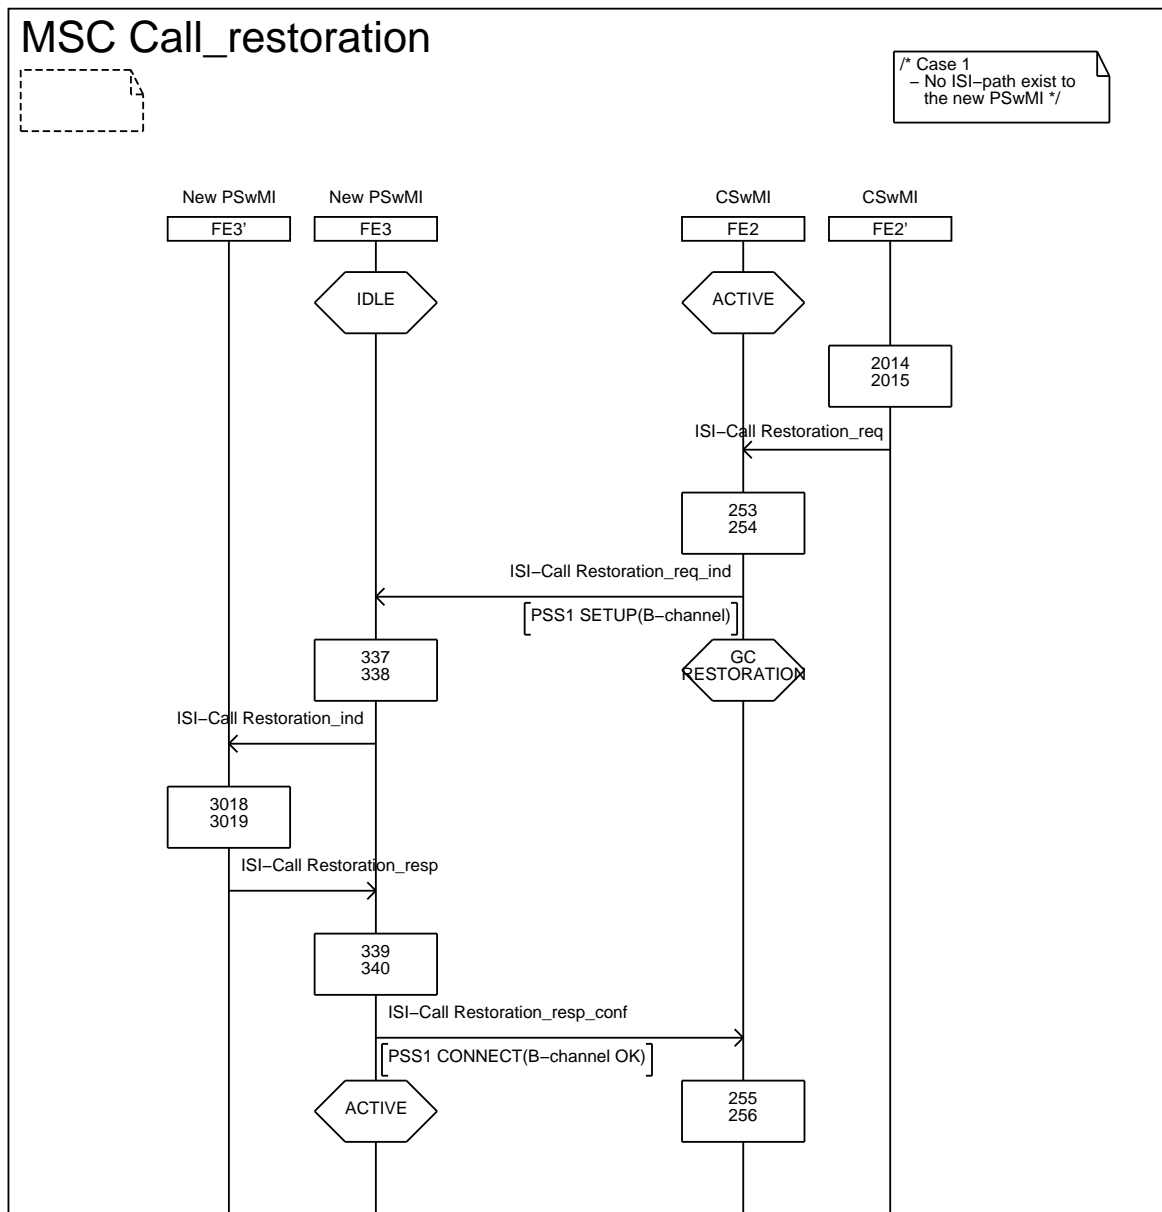 MSC Call_restoration
/* Case 1
− No ISI−path exist to
the new PSwMI */
New PSwMI
New PSwMI
CSwMI
CSwMI
FE3'
FE3
FE2
FE2'
IDLE
ACTIVE
2014
2015
ISI−Call Restoration_req
253
254
ISI−Call Restoration_req_ind
PSS1 SETUP(B−channel)
337
338
GC
RESTORATION
ISI−Call Restoration_ind
3018
3019
ISI−Call Restoration_resp
339
340
ISI−Call Restoration_resp_conf
PSS1 CONNECT(B−channel OK)
ACTIVE
255
256